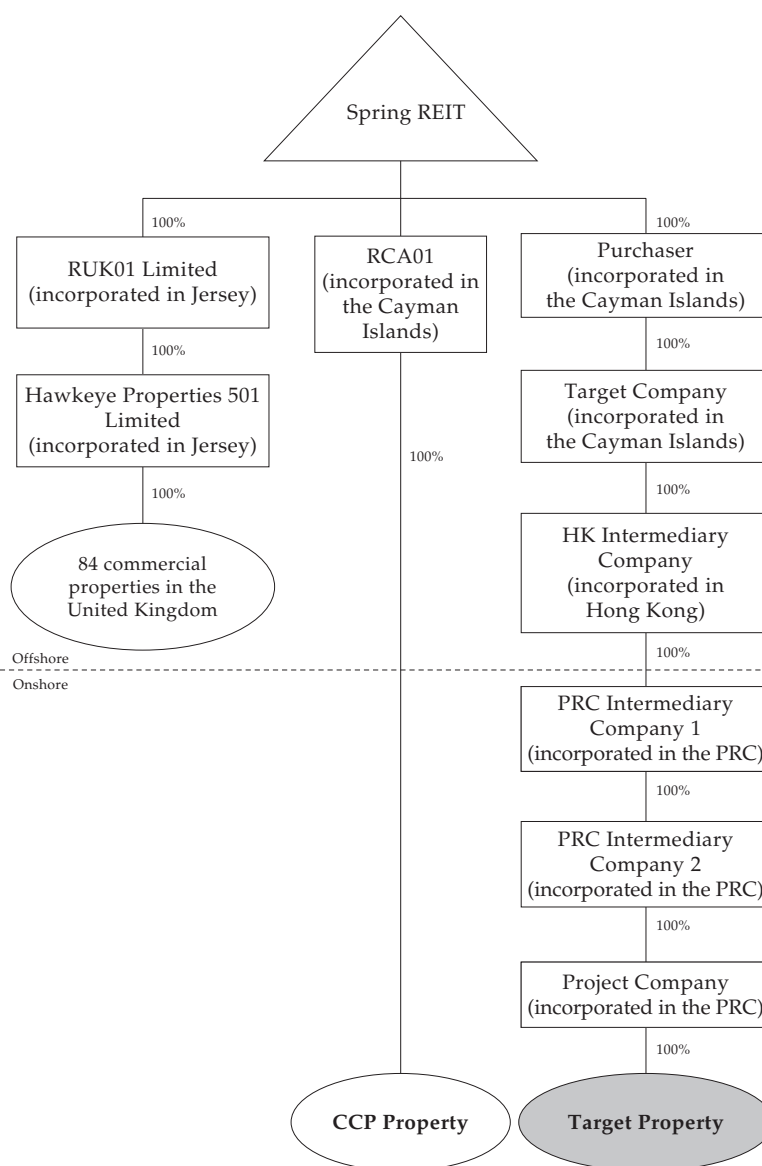 Spring REIT
100%
100%
100%
RUK01 Limited
(incorporated in Jersey)
RCA01
(incorporated in
the Cayman
Islands)
Purchaser
(incorporated in
the Cayman Islands)
100%
100%
Hawkeye Properties 501
Limited
(incorporated in Jersey)
Target Company
(incorporated in
the Cayman Islands)
100%
100%
100%
84 commercial
properties in the
United Kingdom
HK Intermediary
Company
(incorporated in
Hong Kong)
100%
Offshore
Onshore
PRC Intermediary
Company 1
(incorporated in the PRC)
100%
PRC Intermediary
Company 2
(incorporated in the PRC)
100%
Project Company
(incorporated in the PRC)
100%
CCP Property
Target Property